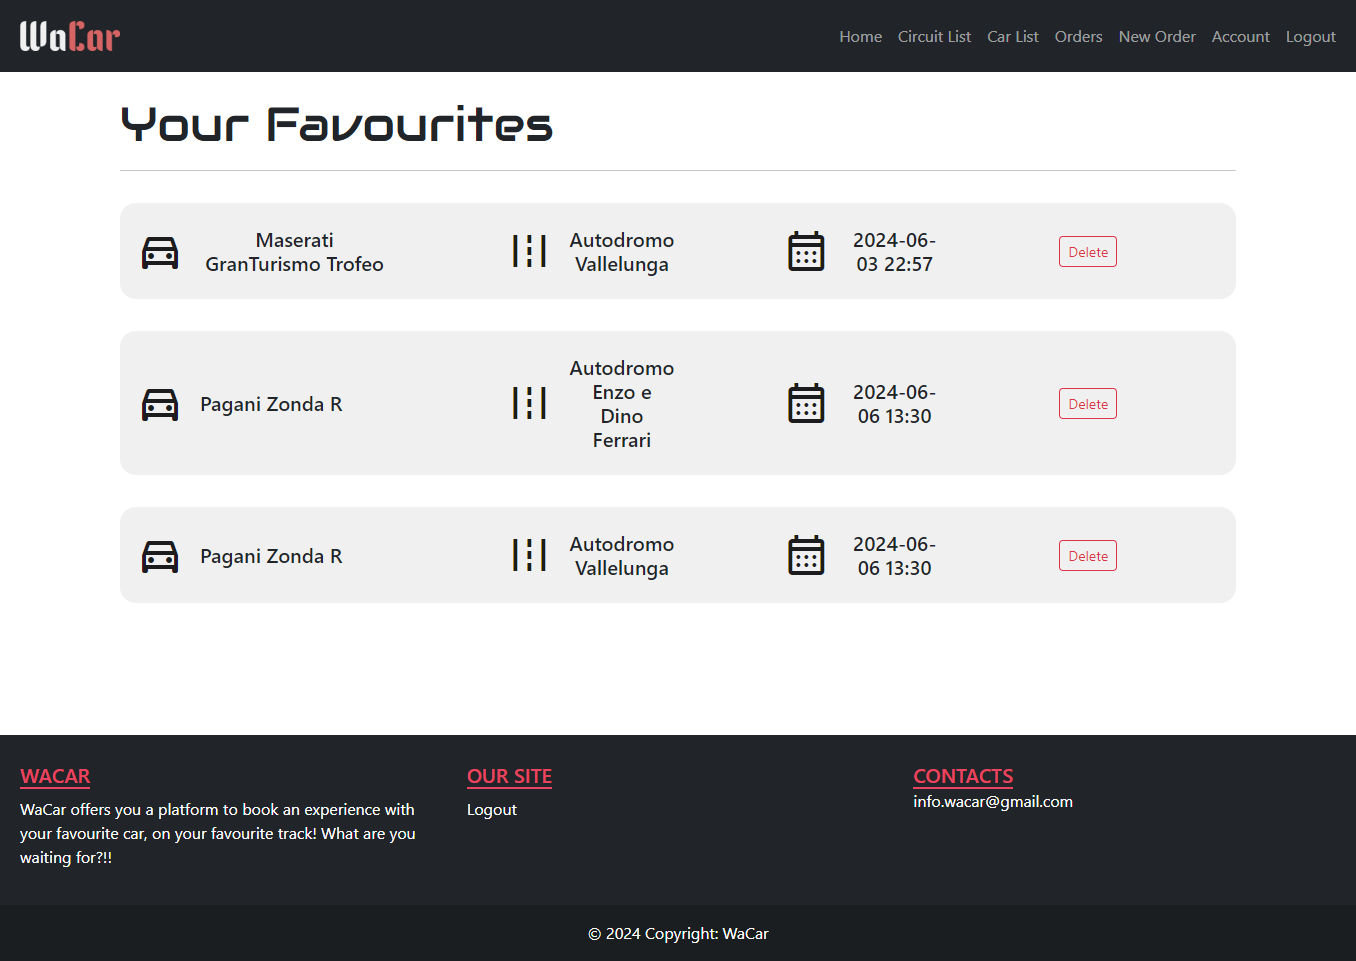 WaCar
Home Circuit List Car List Orders New Order Account Logout
Your Favourites
Maserati
GranTurismo Trofeo
Autodromo
Vallelunga
2024-06-
03 22:57
Delete
Pagani Zonda R
Autodromo
Enzo e
Dino
Ferrari
2024-06-
06 13:30
Delete
Pagani Zonda R
Autodromo
Vallelunga
2024-06-
06 13:30
Delete
WACAR
WaCar offers you a platform to book an experience with
your favourite car, on your favourite track! What are you
waiting for?!!
OUR SITE
Logout
CONTACTS
info.wacar@gmail.com
© 2024 Copyright: WaCar